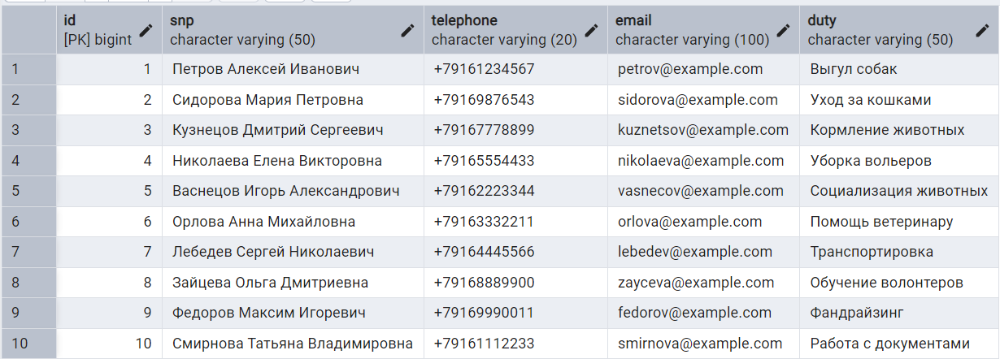 id snp telephone email duty
[PK] bigint character varying (50) character varying (20) character varying (100) character varying (50)
1 1 Петров Алексей Иванович +79161234567 petrov@example.com Выгул собак
2 2 Сидорова Мария Петровна +79169876543 sidorova@example.com Уход за кошками
3 3 Кузнецов Дмитрий Сергеевич +79167778899 kuznetsov@example.com Кормление животных
4 4 Николаева Елена Викторовна +79165554433 nikolaeva@example.com Уборка вольеров
5 5 Васнецов Игорь Александрович +79162223344 vasnecov@example.com Социализация животных
6 6 Орлова Анна Михайловна +79163332211 orlova@example.com Помощь ветеринару
7 7 Лебедев Сергей Николаевич +79164445566 lebedev@example.com Транспортировка
8 8 Зайцева Ольга Дмитриевна +79168889900 zayceva@example.com Обучение волонтеров
9 9 Федоров Максим Игоревич +79169990011 fedorov@example.com Фандрайзинг
10 10 Смирнова Татьяна Владимировна +79161112233 smirnova@example.com Работа с документами